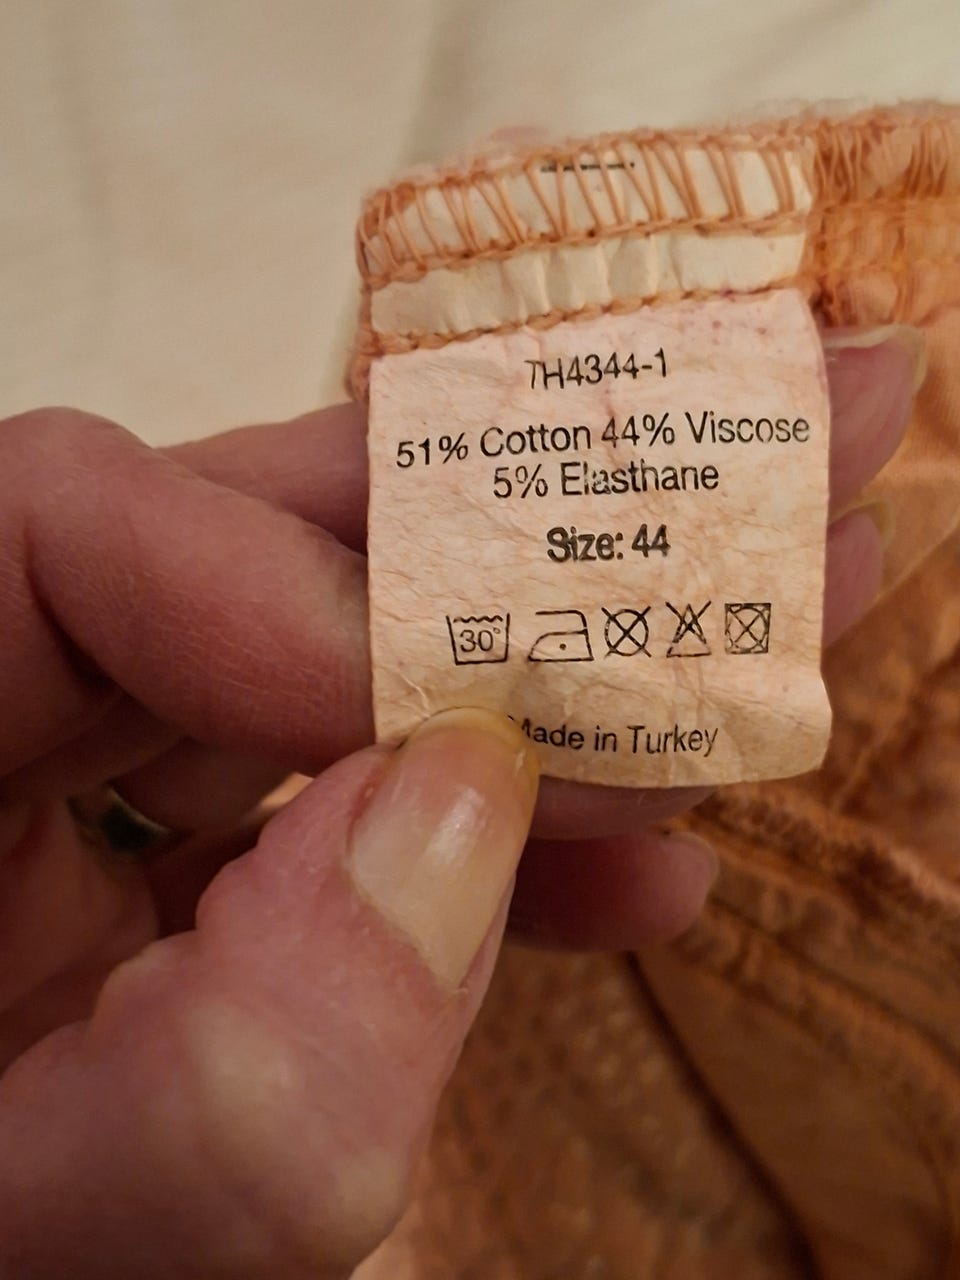 TH4344-1
51% Cotton 44% Viscose
5% Elasthane
Size: 44
30°
Made in Turkey